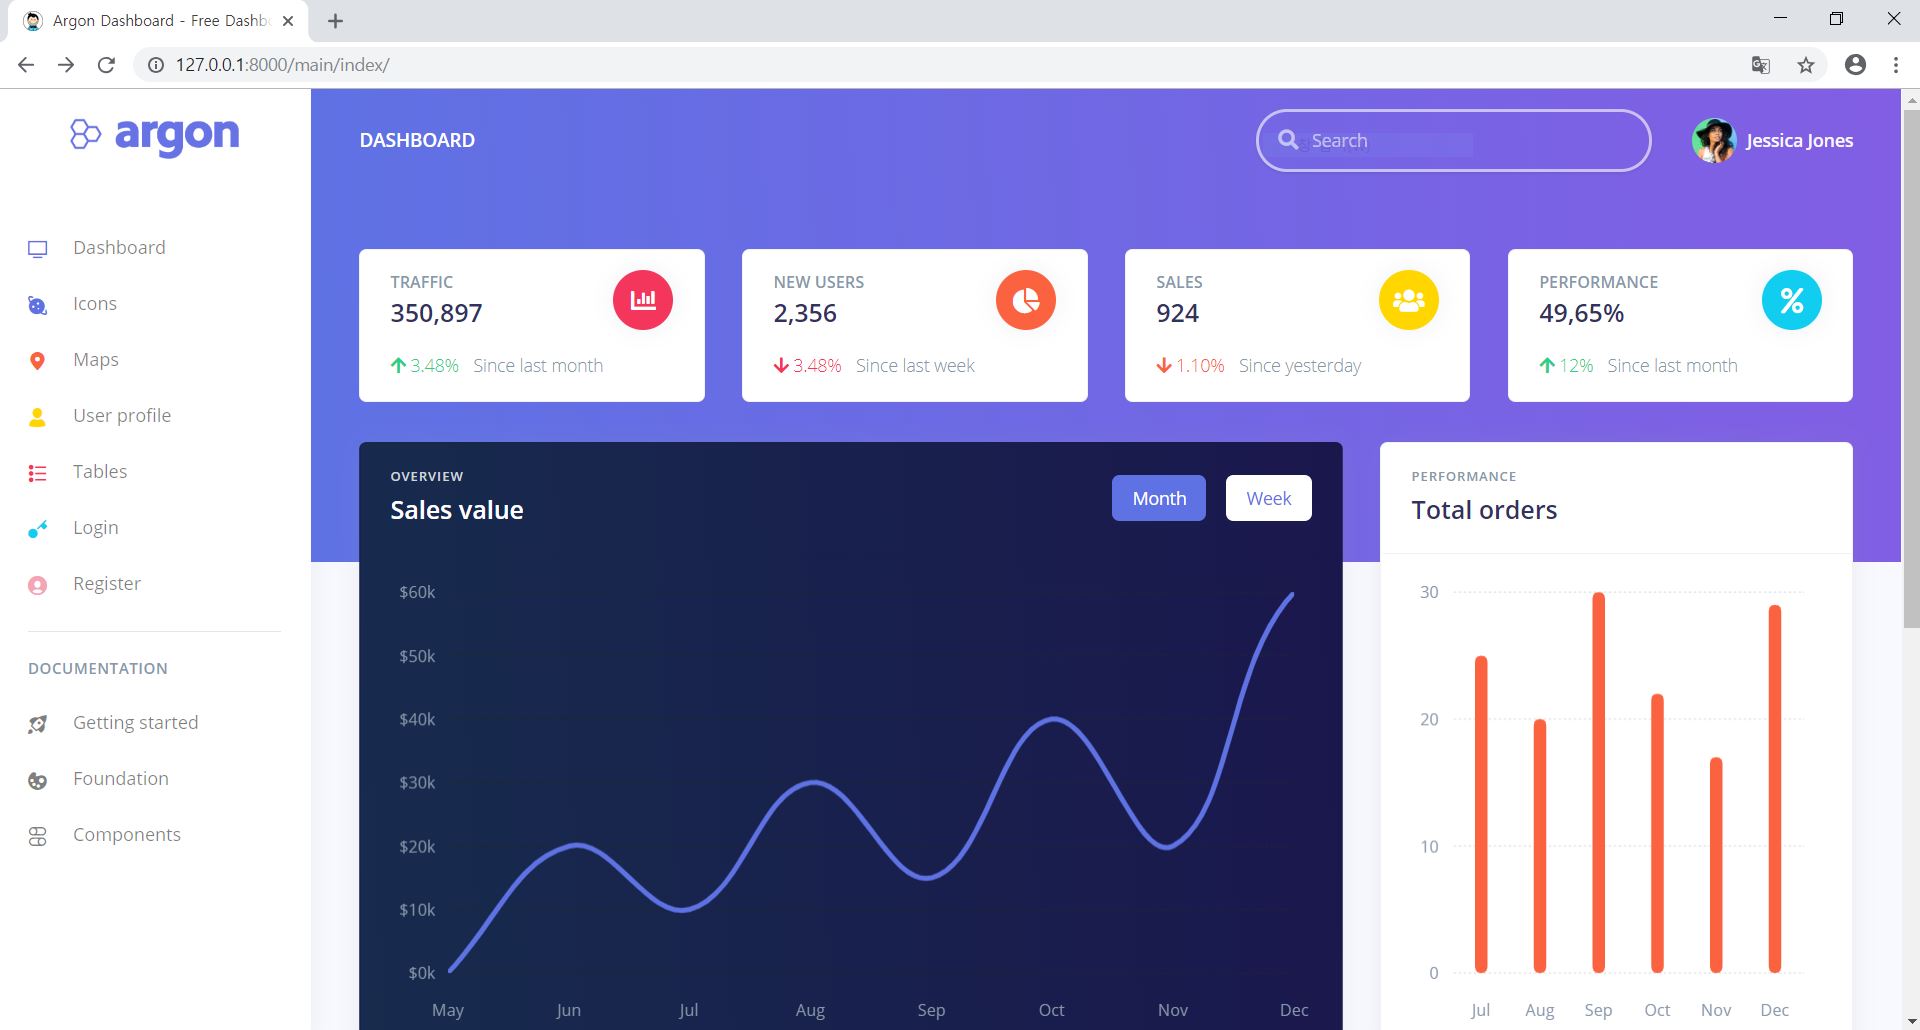 Argon Dashboard - Free Dashb
127.0.0.1:8000/main/index/
argon
DASHBOARD
Search
Jessica Jones
Dashboard
Icons
Maps
User profile
Tables
Login
Register
DOCUMENTATION
Getting started
Foundation
Components
TRAFFIC
350,897
3.48% Since last month
NEW USERS
2,356
3.48% Since last week
SALES
924
1.10% Since yesterday
PERFORMANCE
49,65%
%
12% Since last month
OVERVIEW
Sales value
Month Week
$60k
$50k
$40k
$30k
$20k
$10k
$0k
May Jun Jul Aug Sep Oct Nov Dec
PERFORMANCE
Total orders
30
20
10
0
Jul Aug Sep Oct Nov Dec